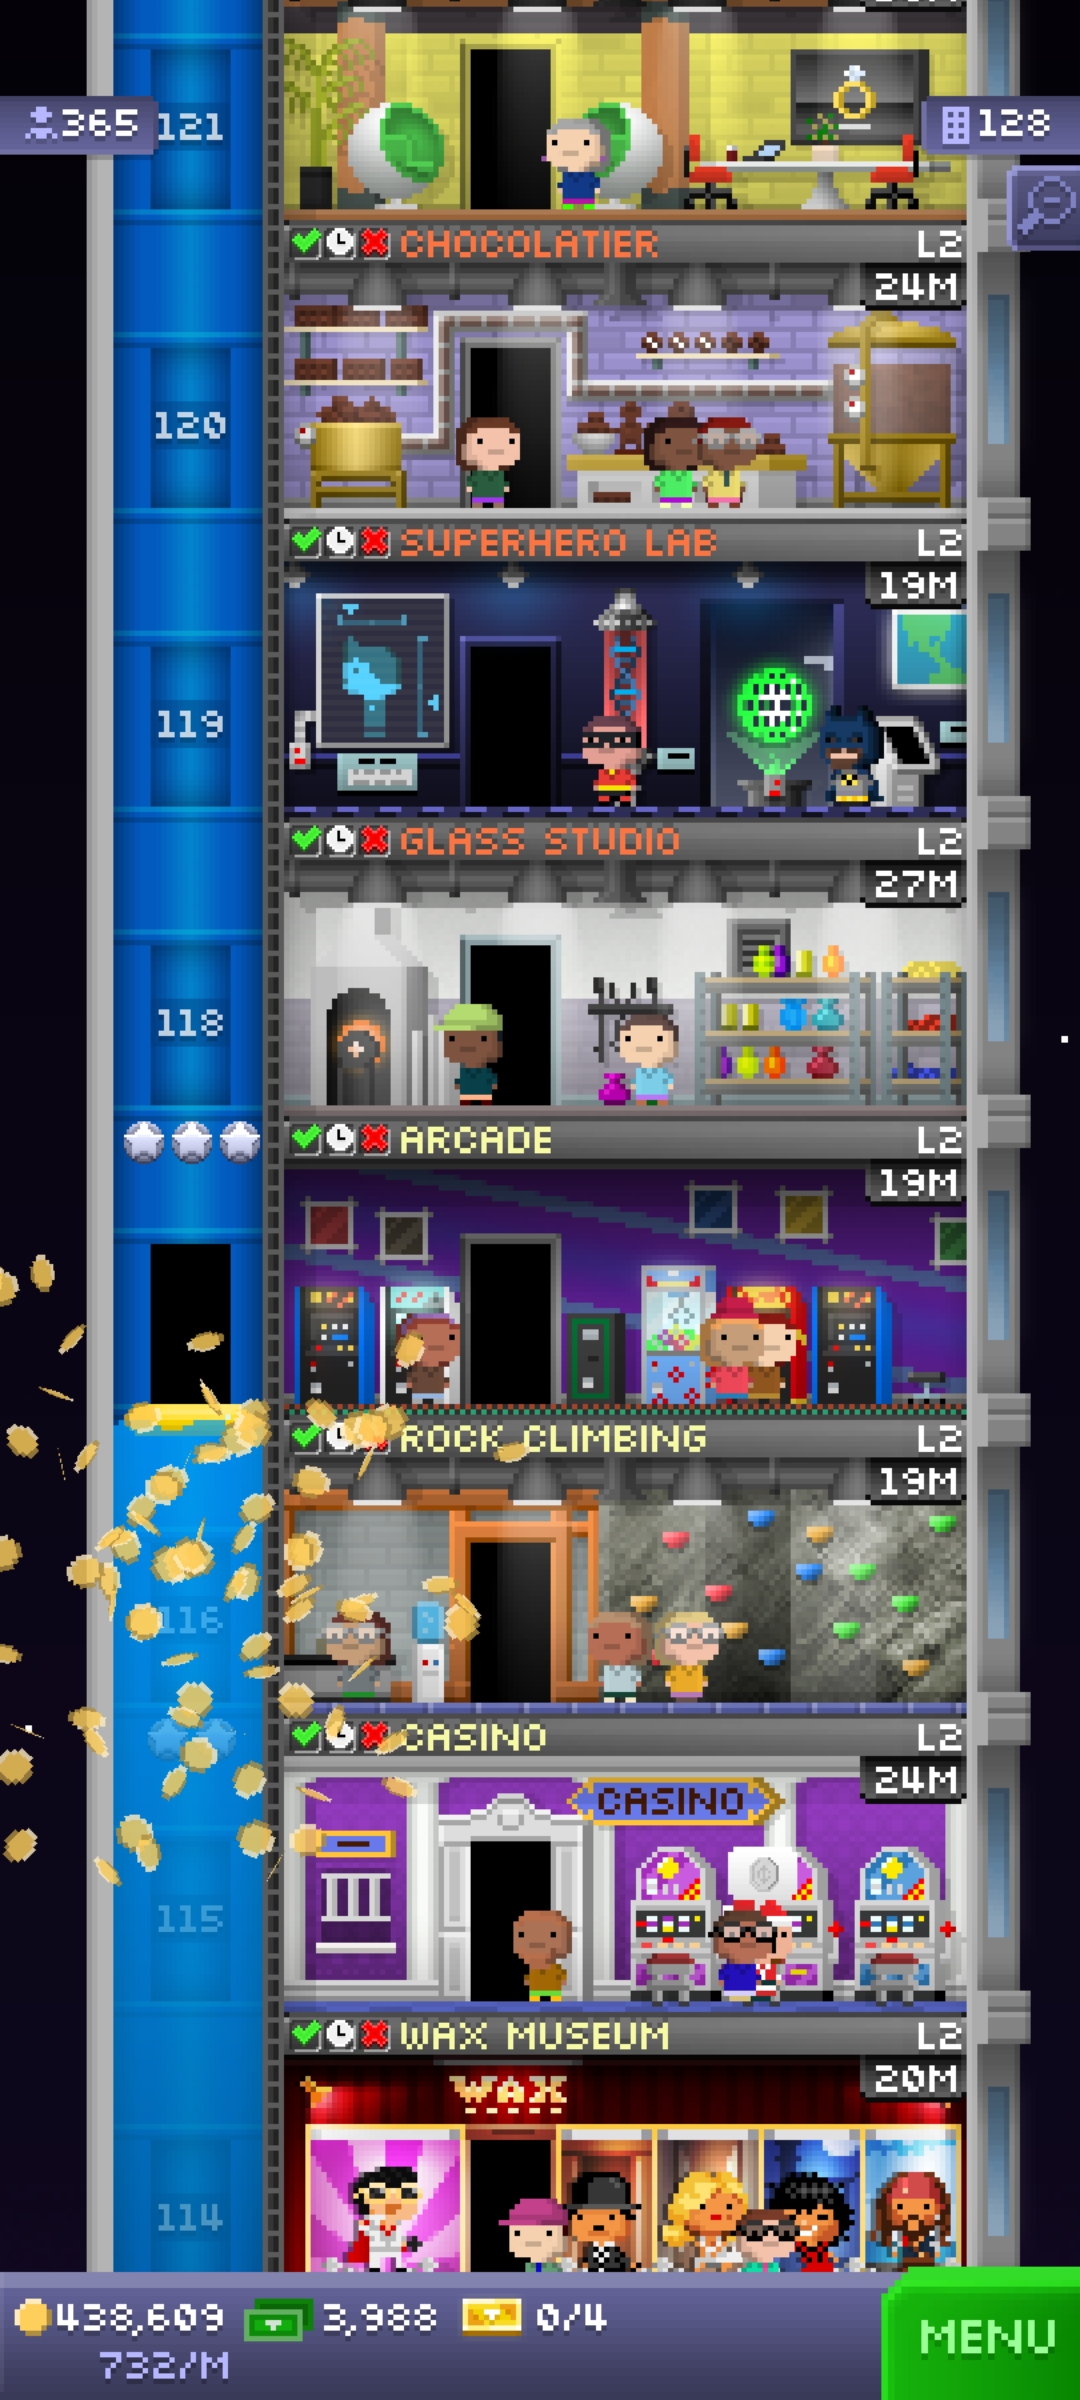 365
121
128
CHOCOLATIER L2
24M
120
SUPERHERO LAB L2
19M
119
GLASS STUDIO L2
27M
118
ARCADE L2
19M
ROCK CLIMBING L2
19M
116
CASINO L2
24M
CASINO
115
WAX MUSEUM L2
20M
WAX
114
438,609 3,988 0/4
732/M
MENU